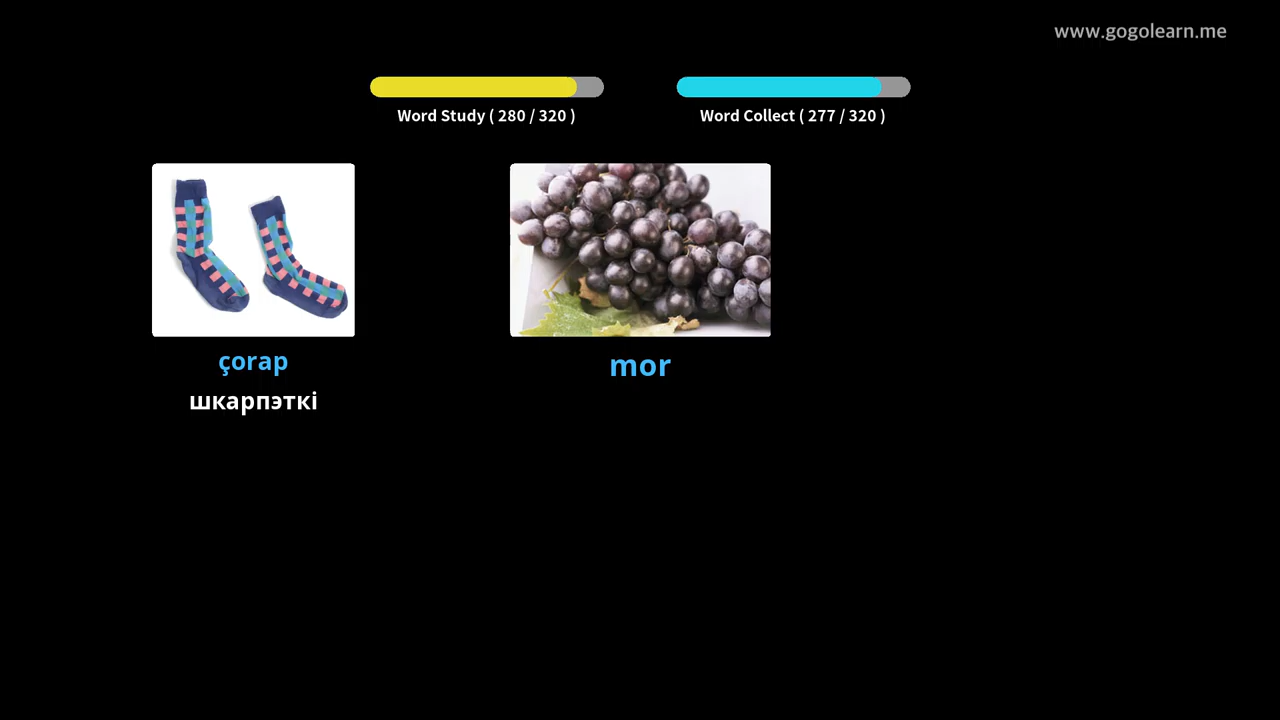 www.gogolearn.me
Word Study ( 280 / 320 )
Word Collect ( 277 / 320 )
çorap
шкарпэткі
mor